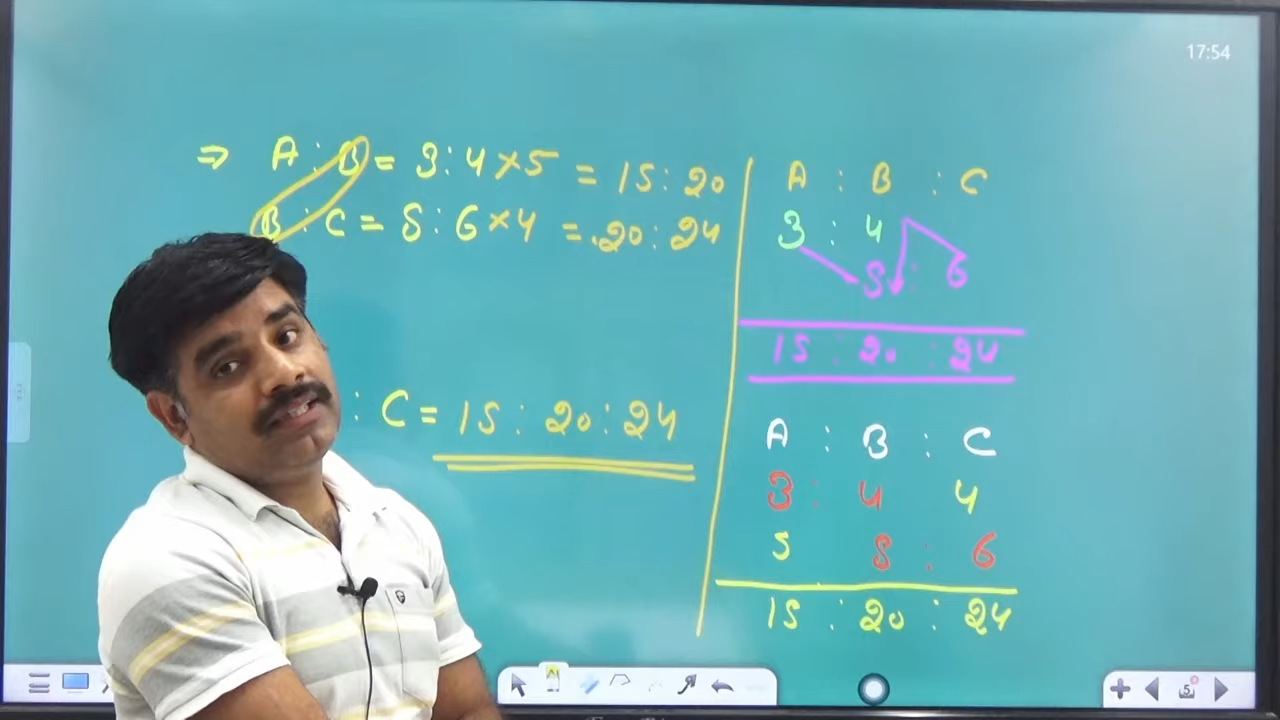 17:54
⇒ A : B = 3 : 4 × 5 = 15 : 20
B : C = 5 : 6 × 4 = 20 : 24
: C = 15 : 20 : 24
A : B : C
3 : 4
5 : 6
15 : 20 : 24
A : B : C
3 : 4 4
5 5 : 6
15 : 20 : 24
5